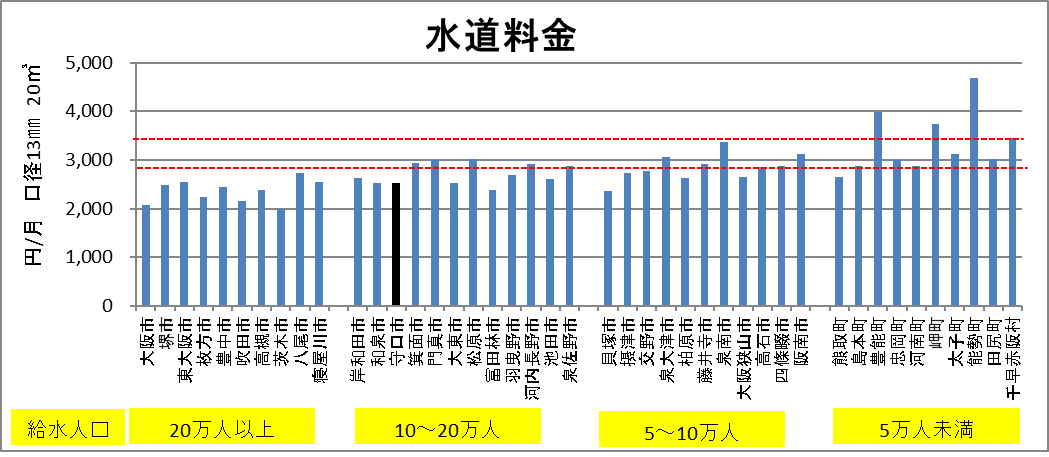 水道料金
円/月 口径13mm 20㎥
5,000
4,000
3,000
2,000
1,000
0
大阪市
堺市
東大阪市
枚方市
豊中市
吹田市
高槻市
茨木市
八尾市
寝屋川市
岸和田市
和泉市
守口市
箕面市
門真市
大東市
松原市
富田林市
羽曳野市
河内長野市
池田市
泉佐野市
貝塚市
摂津市
交野市
泉大津市
柏原市
藤井寺市
泉南市
大阪狭山市
高石市
四條畷市
阪南市
熊取町
島本町
豊能町
忠岡町
河南町
岬町
太子町
能勢町
田尻町
千早赤阪村
給水人口
20万人以上
10～20万人
5～10万人
5万人未満